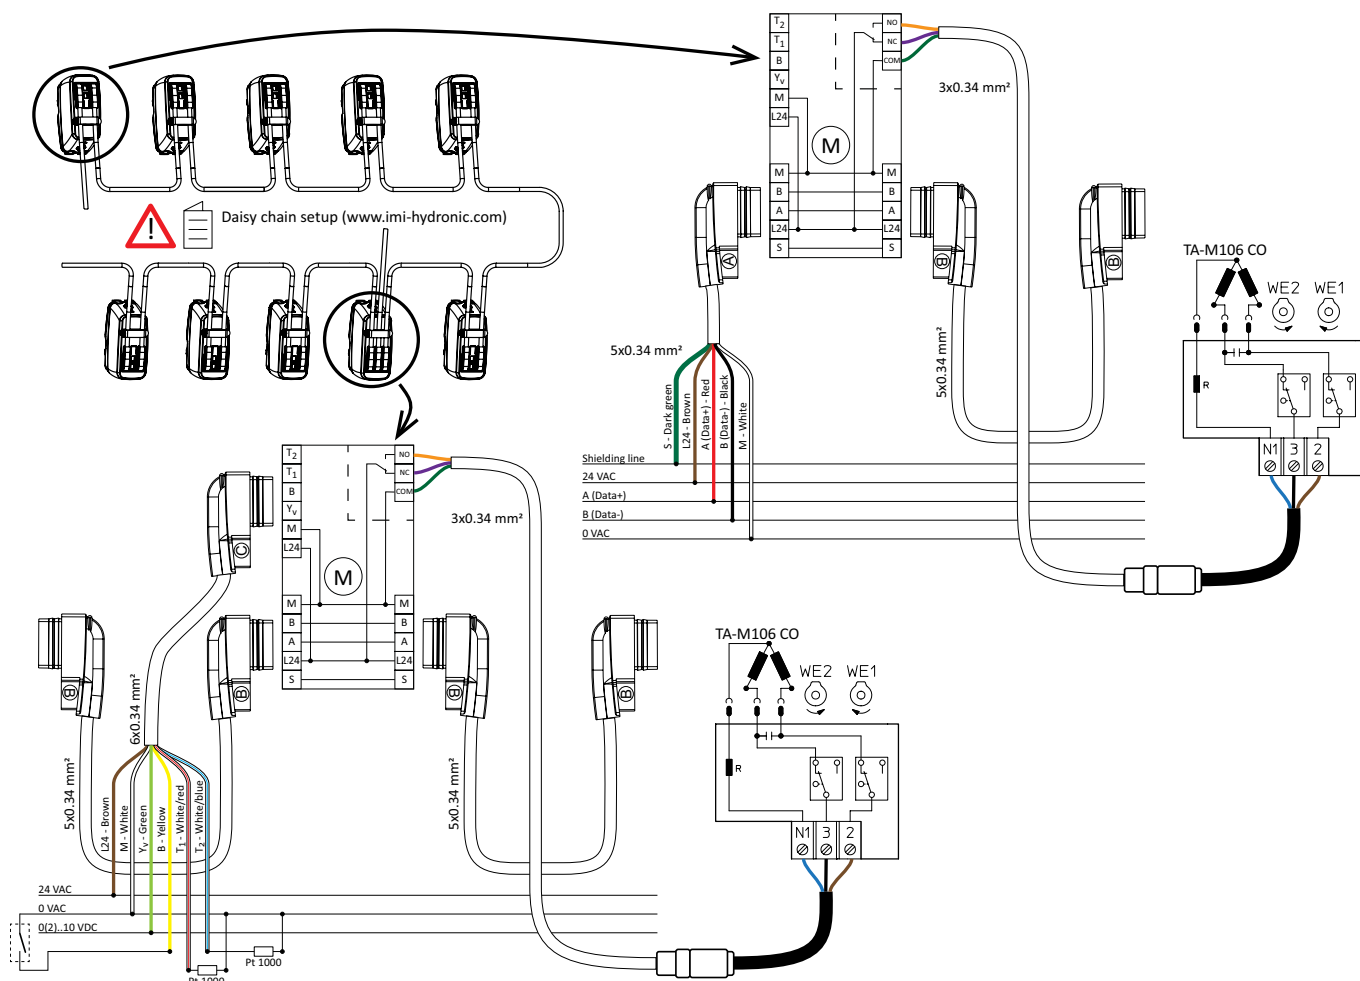 T2
T1
B
Yv
M
L24
NO
NC
COM
3x0.34 mm²
M
M
B
A
L24
S
M
B
A
L24
S
Daisy chain setup (www.imi-hydronic.com)
A
B
B
TA-M106 CO
WE2
WE1
R
N1
3
2
5x0.34 mm²
5x0.34 mm²
S - Dark green
L24 - Brown
A (Data+) - Red
B (Data-) - Black
M - White
Shielding line
24 VAC
A (Data+)
B (Data-)
0 VAC
T2
T1
B
Yv
M
L24
NO
NC
COM
3x0.34 mm²
M
M
B
A
L24
S
M
B
A
L24
S
C
B
B
B
B
TA-M106 CO
WE2
WE1
R
N1
3
2
5x0.34 mm²
6x0.34 mm²
5x0.34 mm²
L24 - Brown
M - White
Yv - Green
B - Yellow
T1 - White/red
T2 - White/blue
24 VAC
0 VAC
0(2)..10 VDC
Pt 1000
Pt 1000